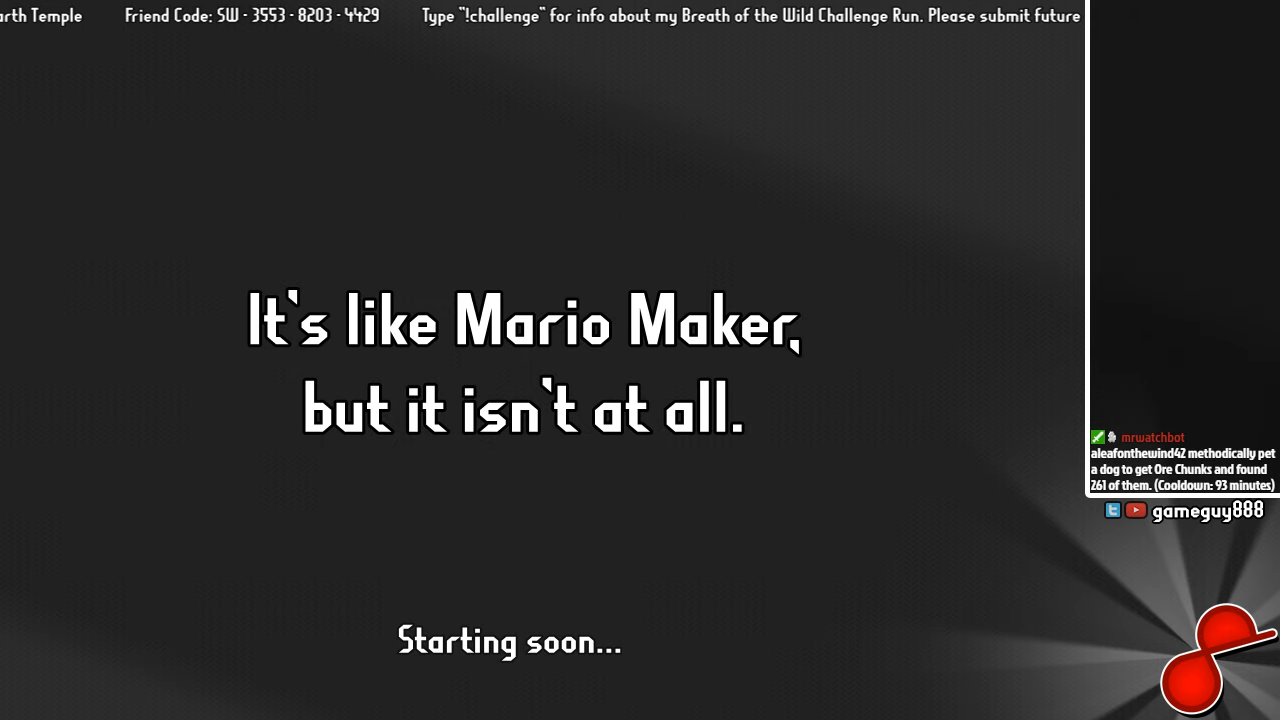 arth Temple Friend Code: SW - 3553 - 8203 - 4429 Type "!challenge" for info about my Breath of the Wild Challenge Run. Please submit future
It's like Mario Maker,
but it isn't at all.
Starting soon...
mrwatchbot
aleafonthewind42 methodically pet
a dog to get Ore Chunks and found
261 of them. (Cooldown: 93 minutes)
gameguy888